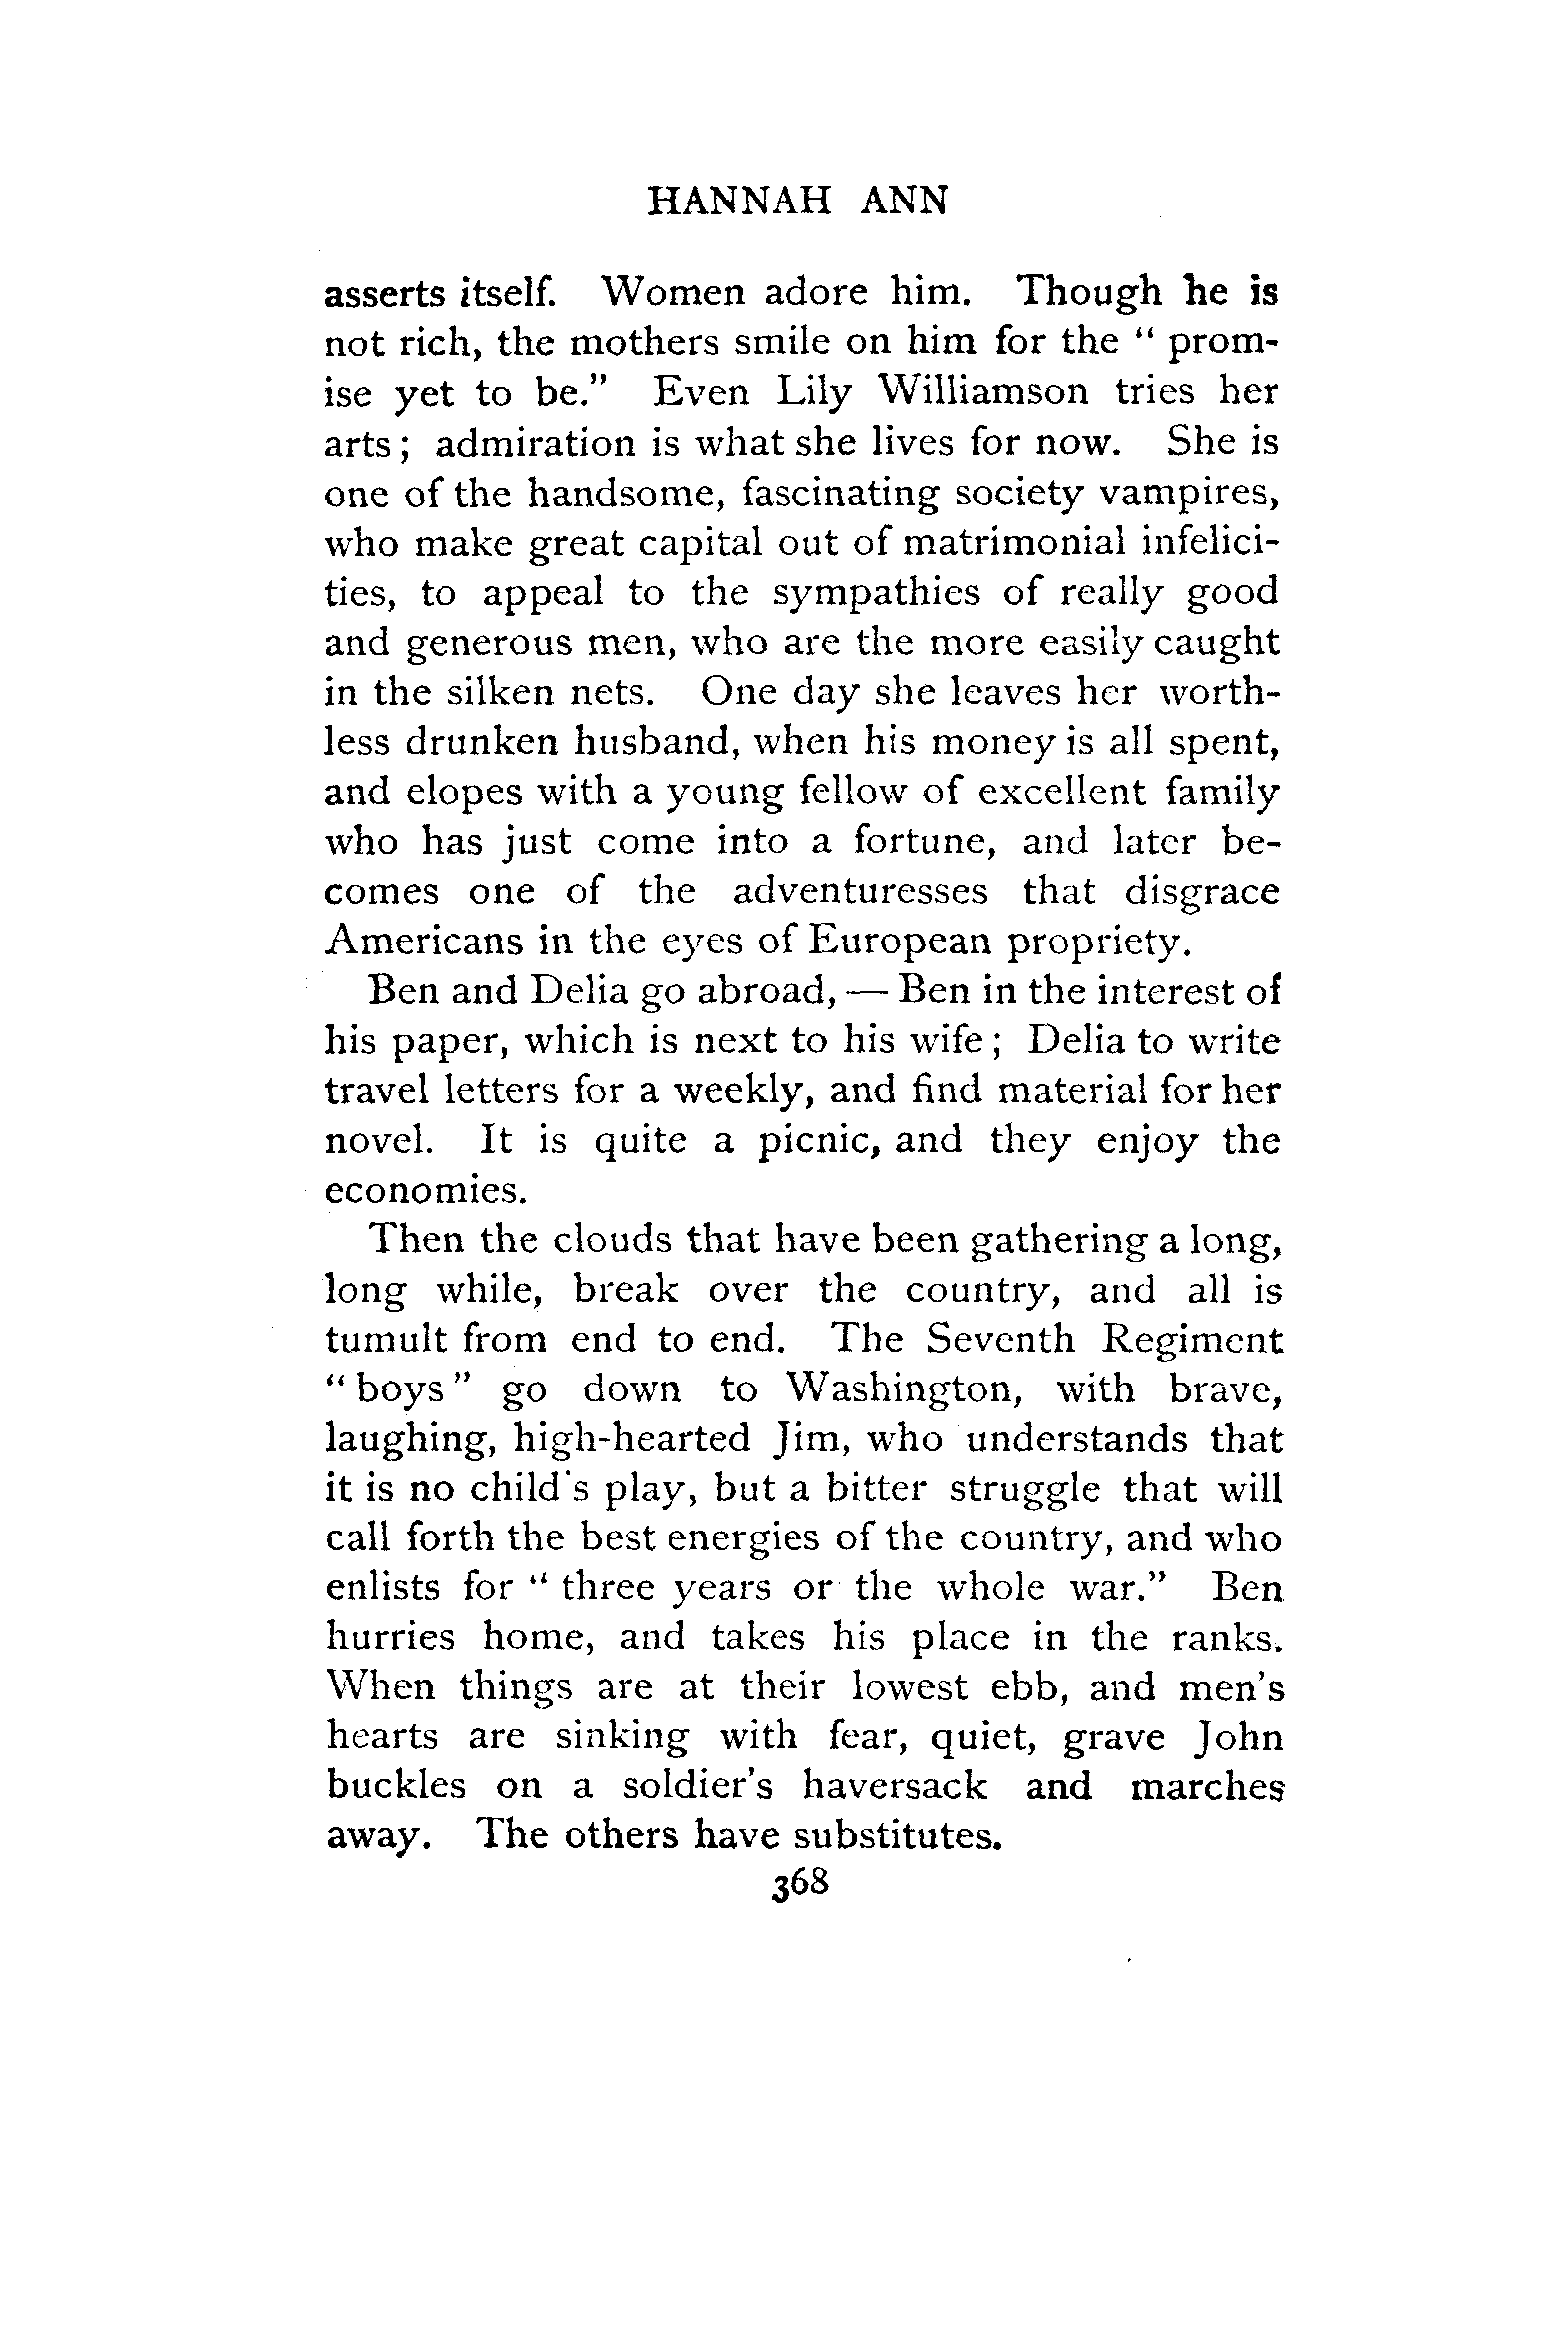 HANNAH ANN
asserts itself. Women adore him. Though he is
not rich, the mothers smile on him for the “ prom-
ise yet to be.” Even Lily Williamson tries her
arts ; admiration is what she lives for now. She is
one of the handsome, fascinating society vampires,
who make great capital out of matrimonial infelici-
ties, to appeal to the sympathies of really good
and generous men, who are the more easily caught
in the silken nets. One day she leaves her worth-
less drunken husband, when his money is all spent,
and elopes with a young fellow of excellent family
who has just come into a fortune, and later be-
comes one of the adventuresses that disgrace
Americans in the eyes of European propriety.
Ben and Delia go abroad, — Ben in the interest of
his paper, which is next to his wife ; Delia to write
travel letters for a weekly, and find material for her
novel. It is quite a picnic, and they enjoy the
economies.
Then the clouds that have been gathering a long,
long while, break over the country, and all is
tumult from end to end. The Seventh Regiment
“ boys ” go down to Washington, with brave,
laughing, high-hearted Jim, who understands that
it is no child's play, but a bitter struggle that will
call forth the best energies of the country, and who
enlists for “ three years or the whole war.” Ben
hurries home, and takes his place in the ranks.
When things are at their lowest ebb, and men’s
hearts are sinking with fear, quiet, grave John
buckles on a soldier’s haversack and marches
away. The others have substitutes.
368